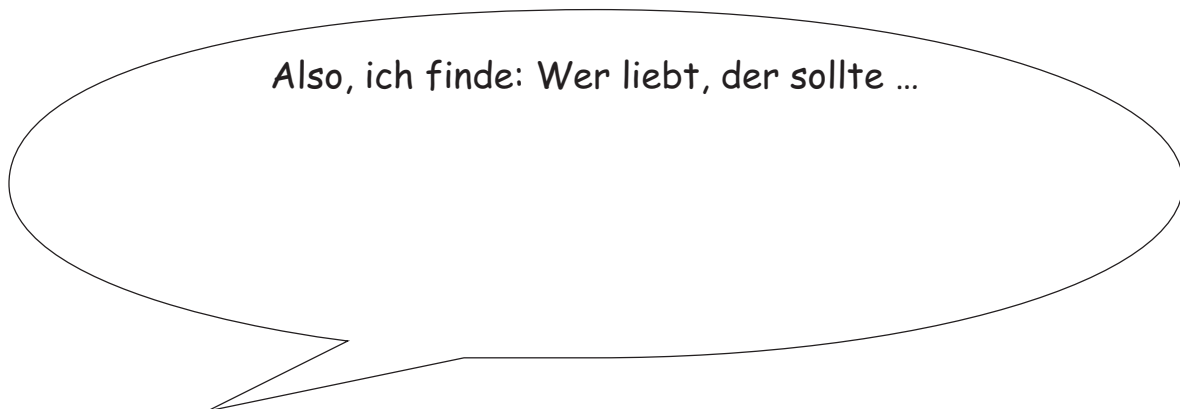 Also, ich finde: Wer liebt, der sollte …